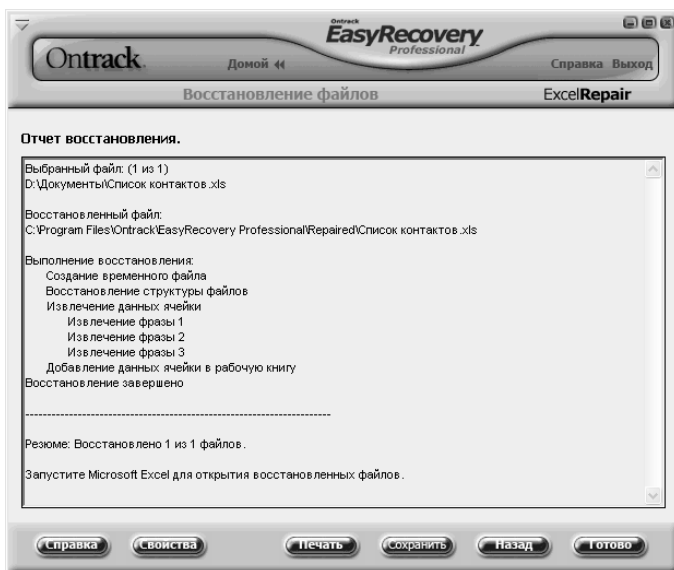 Ontrack
EasyRecovery
Professional
Ontrack
Домой
Справка Выход
Восстановление файлов
ExcelRepair
Отчет восстановления.
Выбранный файл: (1 из 1)
D:\Документы\Список контактов.xls
Восстановленный файл:
C:\Program Files\Ontrack\EasyRecovery Professional\Repaired\Список контактов.xls
Выполнение восстановления:
Создание временного файла
Восстановление структуры файлов
Извлечение данных ячейки
Извлечение фразы 1
Извлечение фразы 2
Извлечение фразы 3
Добавление данных ячейки в рабочую книгу
Восстановление завершено
----------------------------------------------------------------------
Резюме: Восстановлено 1 из 1 файлов.
Запустите Microsoft Excel для открытия восстановленных файлов.
Справка Свойства Печать Сохранить Назад Готово